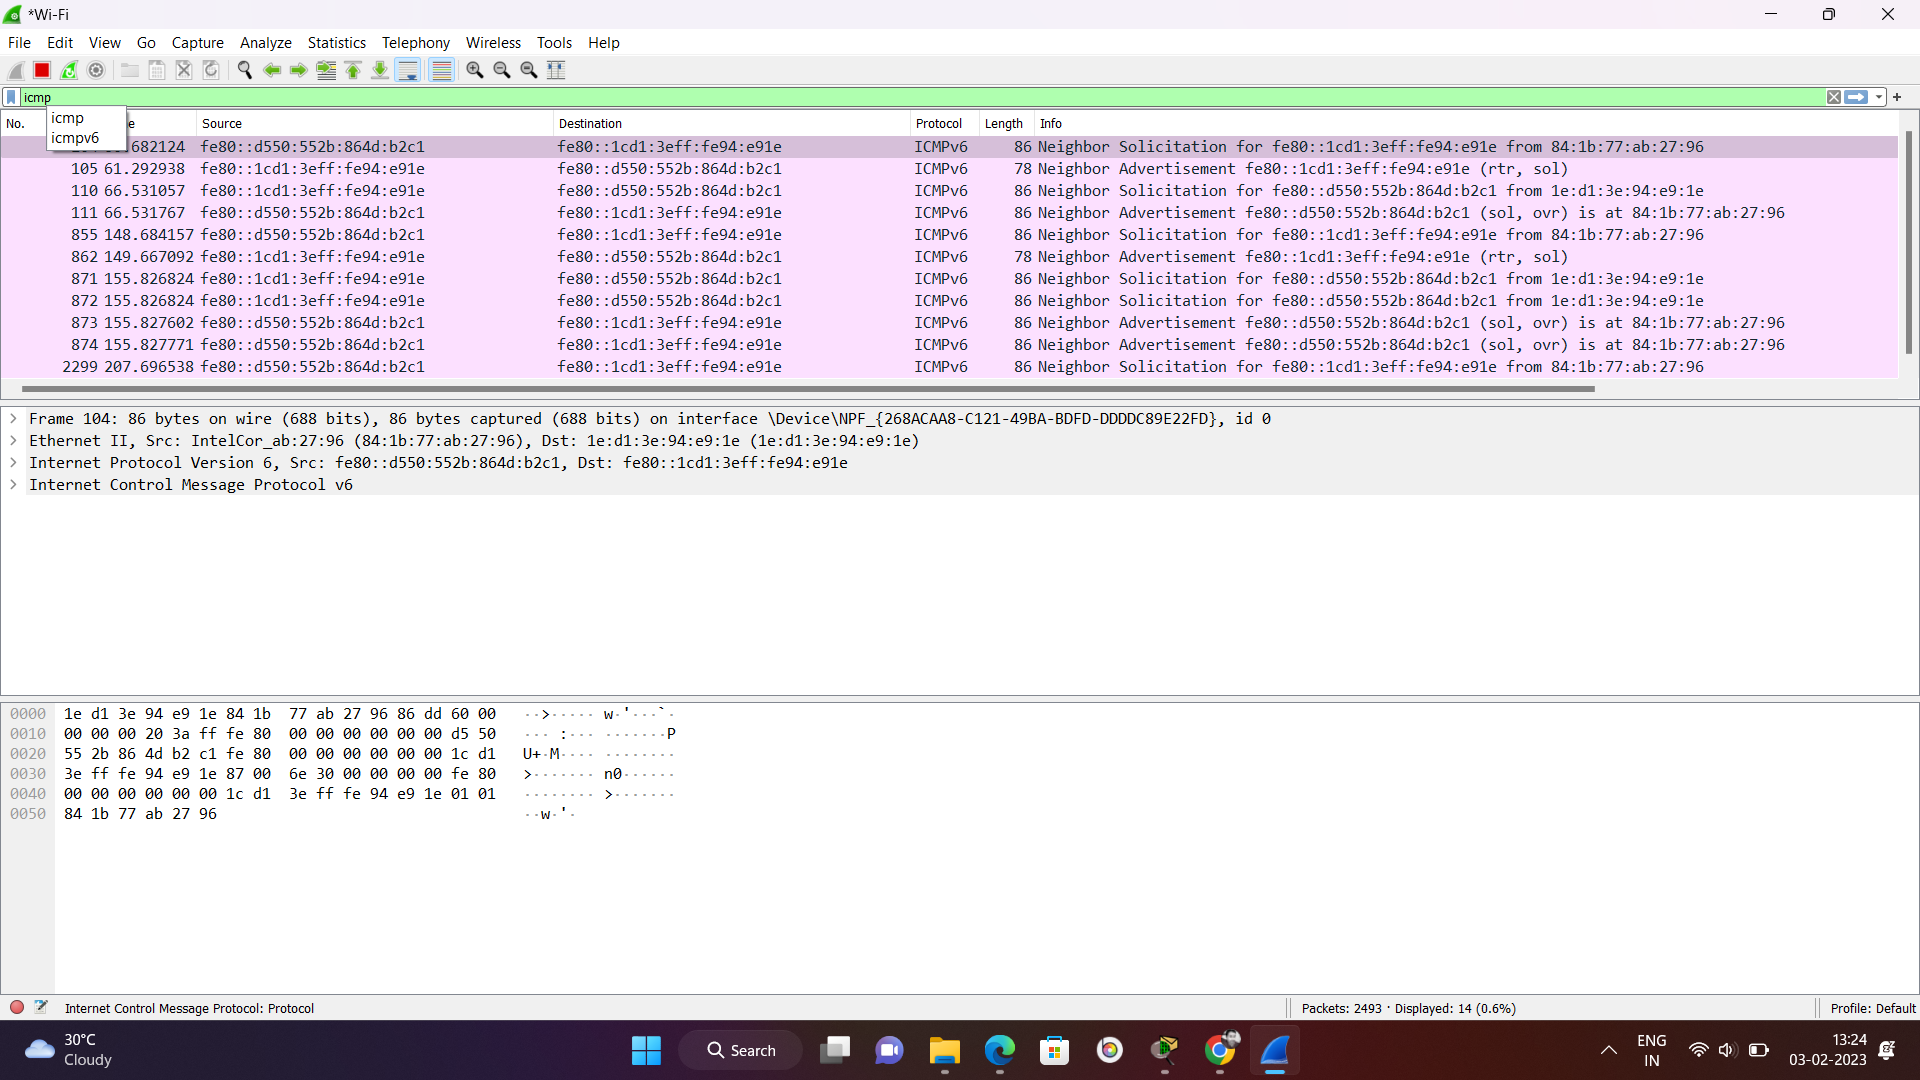 *Wi-Fi
File Edit View Go Capture Analyze Statistics Telephony Wireless Tools Help
icmp
icmp
icmpv6
No. Source Destination Protocol Length Info
682124 fe80::d550:552b:864d:b2c1 fe80::1cd1:3eff:fe94:e91e ICMPv6 86 Neighbor Solicitation for fe80::1cd1:3eff:fe94:e91e from 84:1b:77:ab:27:96
105 61.292938 fe80::1cd1:3eff:fe94:e91e fe80::d550:552b:864d:b2c1 ICMPv6 78 Neighbor Advertisement fe80::1cd1:3eff:fe94:e91e (rtr, sol)
110 66.531057 fe80::1cd1:3eff:fe94:e91e fe80::d550:552b:864d:b2c1 ICMPv6 86 Neighbor Solicitation for fe80::d550:552b:864d:b2c1 from 1e:d1:3e:94:e9:1e
111 66.531767 fe80::d550:552b:864d:b2c1 fe80::1cd1:3eff:fe94:e91e ICMPv6 86 Neighbor Advertisement fe80::d550:552b:864d:b2c1 (sol, ovr) is at 84:1b:77:ab:27:96
855 148.684157 fe80::d550:552b:864d:b2c1 fe80::1cd1:3eff:fe94:e91e ICMPv6 86 Neighbor Solicitation for fe80::1cd1:3eff:fe94:e91e from 84:1b:77:ab:27:96
862 149.667092 fe80::1cd1:3eff:fe94:e91e fe80::d550:552b:864d:b2c1 ICMPv6 78 Neighbor Advertisement fe80::1cd1:3eff:fe94:e91e (rtr, sol)
871 155.826824 fe80::1cd1:3eff:fe94:e91e fe80::d550:552b:864d:b2c1 ICMPv6 86 Neighbor Solicitation for fe80::d550:552b:864d:b2c1 from 1e:d1:3e:94:e9:1e
872 155.826824 fe80::1cd1:3eff:fe94:e91e fe80::d550:552b:864d:b2c1 ICMPv6 86 Neighbor Solicitation for fe80::d550:552b:864d:b2c1 from 1e:d1:3e:94:e9:1e
873 155.827602 fe80::d550:552b:864d:b2c1 fe80::1cd1:3eff:fe94:e91e ICMPv6 86 Neighbor Advertisement fe80::d550:552b:864d:b2c1 (sol, ovr) is at 84:1b:77:ab:27:96
874 155.827771 fe80::d550:552b:864d:b2c1 fe80::1cd1:3eff:fe94:e91e ICMPv6 86 Neighbor Advertisement fe80::d550:552b:864d:b2c1 (sol, ovr) is at 84:1b:77:ab:27:96
2299 207.696538 fe80::d550:552b:864d:b2c1 fe80::1cd1:3eff:fe94:e91e ICMPv6 86 Neighbor Solicitation for fe80::1cd1:3eff:fe94:e91e from 84:1b:77:ab:27:96
Frame 104: 86 bytes on wire (688 bits), 86 bytes captured (688 bits) on interface \Device\NPF_{268ACAA8-C121-49BA-BDFD-DDDDC89E22FD}, id 0
Ethernet II, Src: IntelCor_ab:27:96 (84:1b:77:ab:27:96), Dst: 1e:d1:3e:94:e9:1e (1e:d1:3e:94:e9:1e)
Internet Protocol Version 6, Src: fe80::d550:552b:864d:b2c1, Dst: fe80::1cd1:3eff:fe94:e91e
Internet Control Message Protocol v6
0000 1e d1 3e 94 e9 1e 84 1b 77 ab 27 96 86 dd 60 00 ··>····· w·'···`·
0010 00 00 00 20 3a ff fe 80 00 00 00 00 00 00 d5 50 ··· :··· ·······P
0020 55 2b 86 4d b2 c1 fe 80 00 00 00 00 00 00 1c d1 U+·M···· ········
0030 3e ff fe 94 e9 1e 87 00 6e 30 00 00 00 00 fe 80 >······· n0······
0040 00 00 00 00 00 00 1c d1 3e ff fe 94 e9 1e 01 01 ········ >·······
0050 84 1b 77 ab 27 96 ··w·'·
Internet Control Message Protocol: Protocol Packets: 2493 · Displayed: 14 (0.6%) Profile: Default
30°C
Cloudy
Search
ENG
IN
13:24
03-02-2023